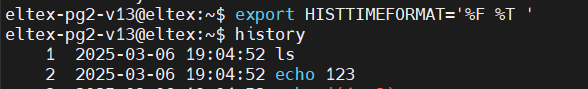 eltex-pg2-v13@eltex:~$ export HISTTIMEFORMAT='%F %T '
eltex-pg2-v13@eltex:~$ history
1 2025-03-06 19:04:52 ls
2 2025-03-06 19:04:52 echo 123